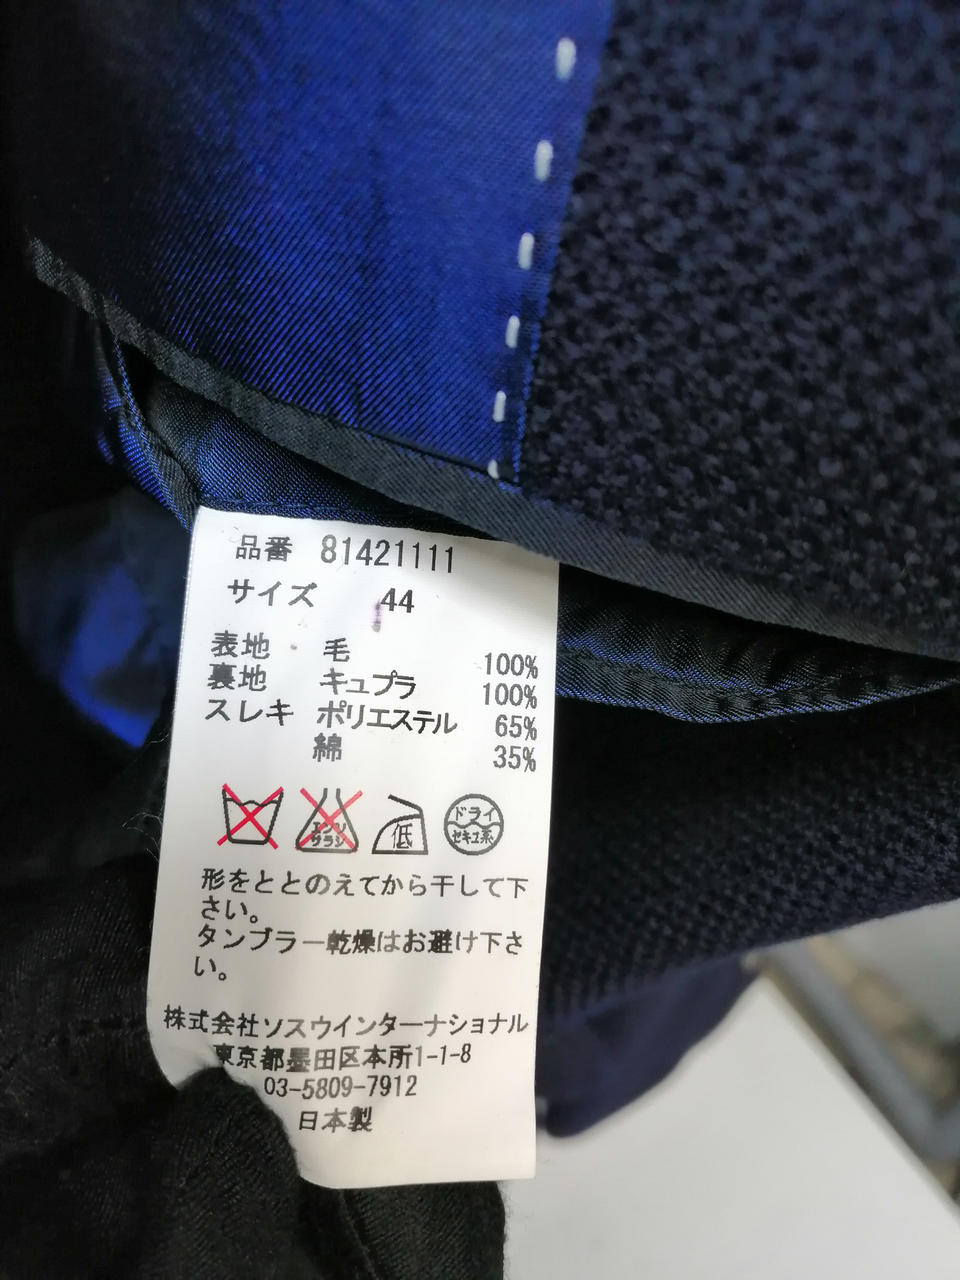 品番 81421111
サイズ 44
表地 毛 100%
裏地 キュプラ 100%
スレキ ポリエステル 65%
綿 35%
エンソ サラシ 低 ドライ セキユ系
形をととのえてから干して下
さい。
タンブラー乾燥はお避け下さ
い。
株式会社ソスウインターナショナル
東京都墨田区本所1-1-8
03-5809-7912
日本製